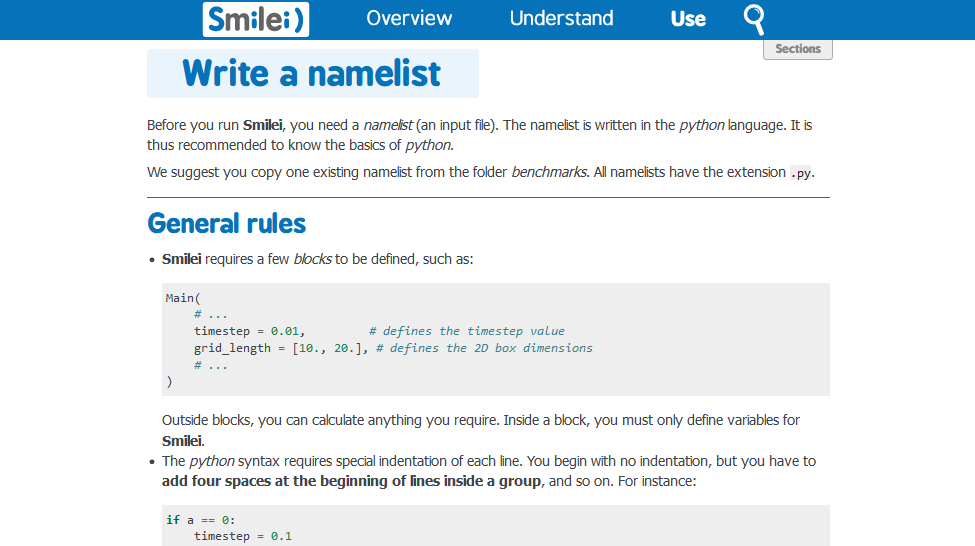 Smilei)
Overview
Understand
Use
Sections
Write a namelist
Before you run Smilei, you need a namelist (an input file). The namelist is written in the python language. It is
thus recommended to know the basics of python.
We suggest you copy one existing namelist from the folder benchmarks. All namelists have the extension .py.
General rules
• Smilei requires a few blocks to be defined, such as:
Main(
    # ...
    timestep = 0.01,         # defines the timestep value
    grid_length = [10., 20.], # defines the 2D box dimensions
    # ...
)
Outside blocks, you can calculate anything you require. Inside a block, you must only define variables for
Smilei.
• The python syntax requires special indentation of each line. You begin with no indentation, but you have to
add four spaces at the beginning of lines inside a group, and so on. For instance:
if a == 0:
    timestep = 0.1